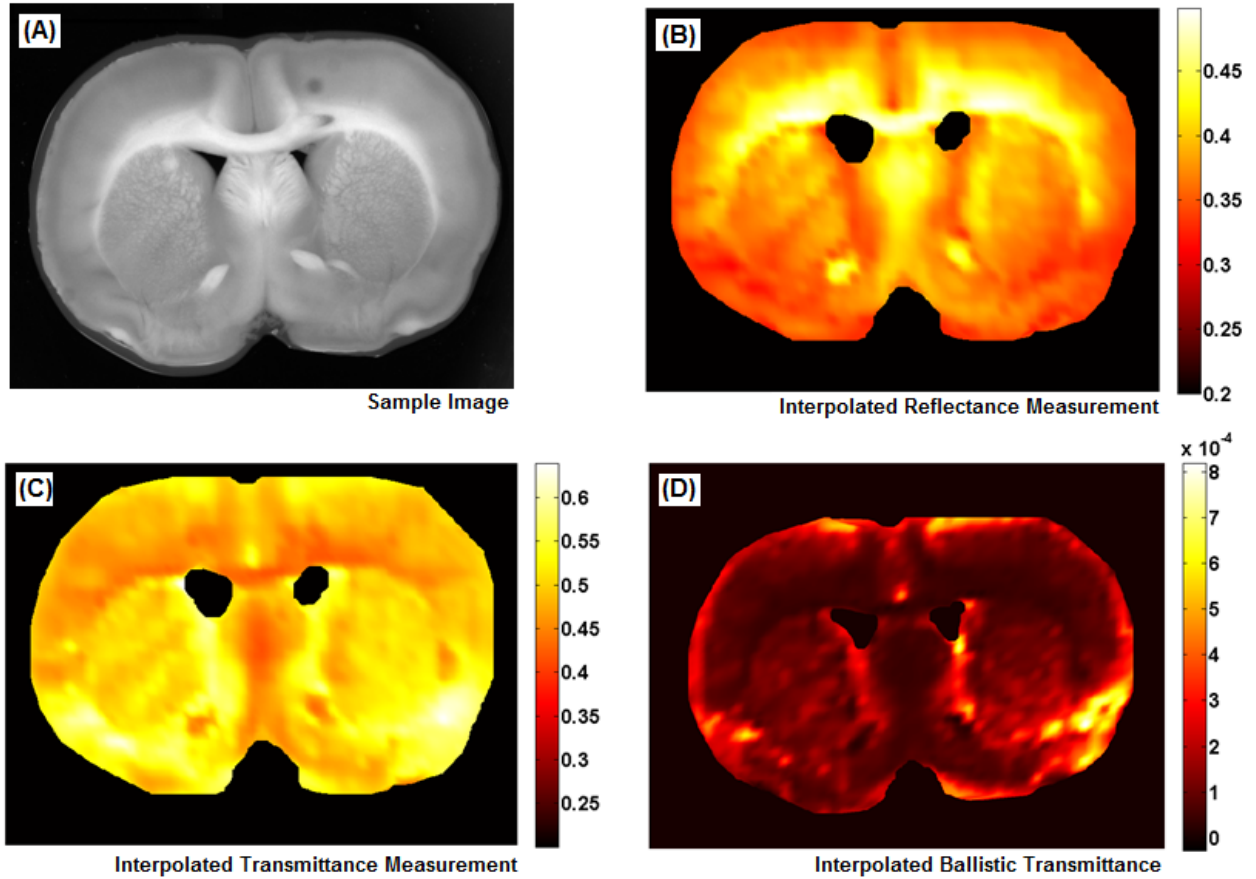 (A)
Sample Image
(B)
0.45
0.4
0.35
0.3
0.25
0.2
Interpolated Reflectance Measurement
(C)
0.6
0.55
0.5
0.45
0.4
0.35
0.3
0.25
Interpolated Transmittance Measurement
(D)
x 10-4
8
7
6
5
4
3
2
1
0
Interpolated Ballistic Transmittance